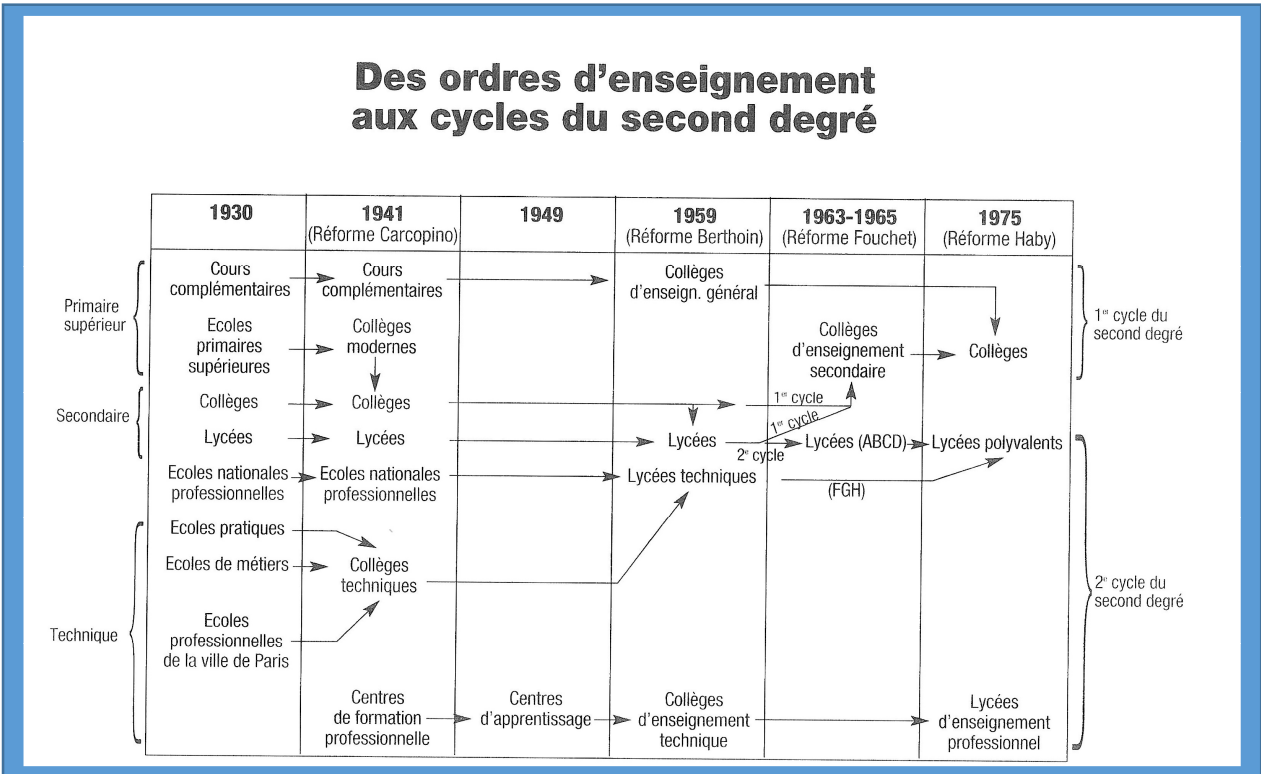 Des ordres d'enseignement
aux cycles du second degré
1930
1941
(Réforme Carcopino)
1949
1959
(Réforme Berthoin)
1963-1965
(Réforme Fouchet)
1975
(Réforme Haby)
Primaire
supérieur
Cours
complémentaires
Cours
complémentaires
Collèges
d'enseign. général
1er cycle du
second degré
Ecoles
primaires
supérieures
Collèges
modernes
Collèges
d'enseignement
secondaire
Collèges
Secondaire
Collèges
Collèges
1er cycle
1er cycle
Lycées
Lycées
Lycées
2e cycle
Lycées (ABCD)
Lycées polyvalents
Ecoles nationales
professionnelles
Ecoles nationales
professionnelles
Lycées techniques
(FGH)
Technique
Ecoles pratiques
Ecoles de métiers
Collèges
techniques
Ecoles
professionnelles
de la ville de Paris
2e cycle du
second degré
Centres
de formation
professionnelle
Centres
d'apprentissage
Collèges
d'enseignement
technique
Lycées
d'enseignement
professionnel